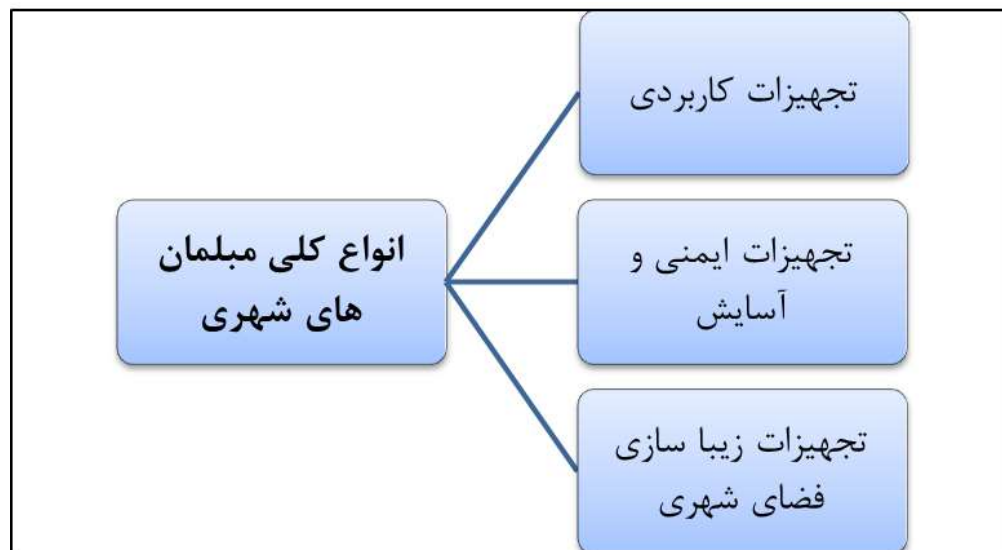 تجهیزات کاربردی
انواع کلی مبلمان
های شهری
تجهیزات ایمنی و
آسایش
تجهیزات زیبا سازی
فضای شهری